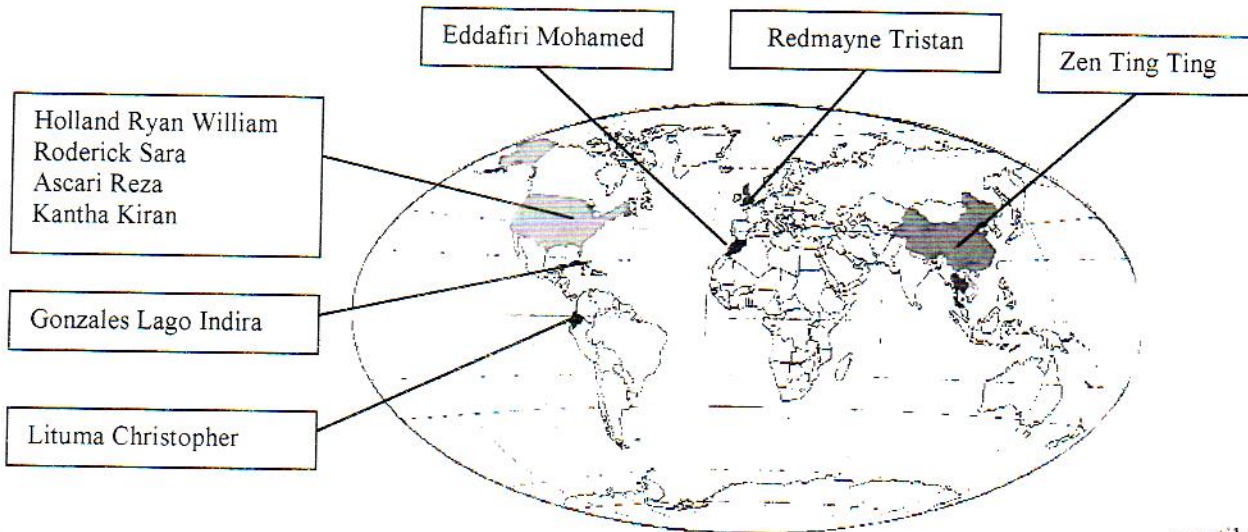 Eddafiri Mohamed
Redmayne Tristan
Zen Ting Ting
Holland Ryan William
Roderick Sara
Ascari Reza
Kantha Kiran
Gonzales Lago Indira
Lituma Christopher